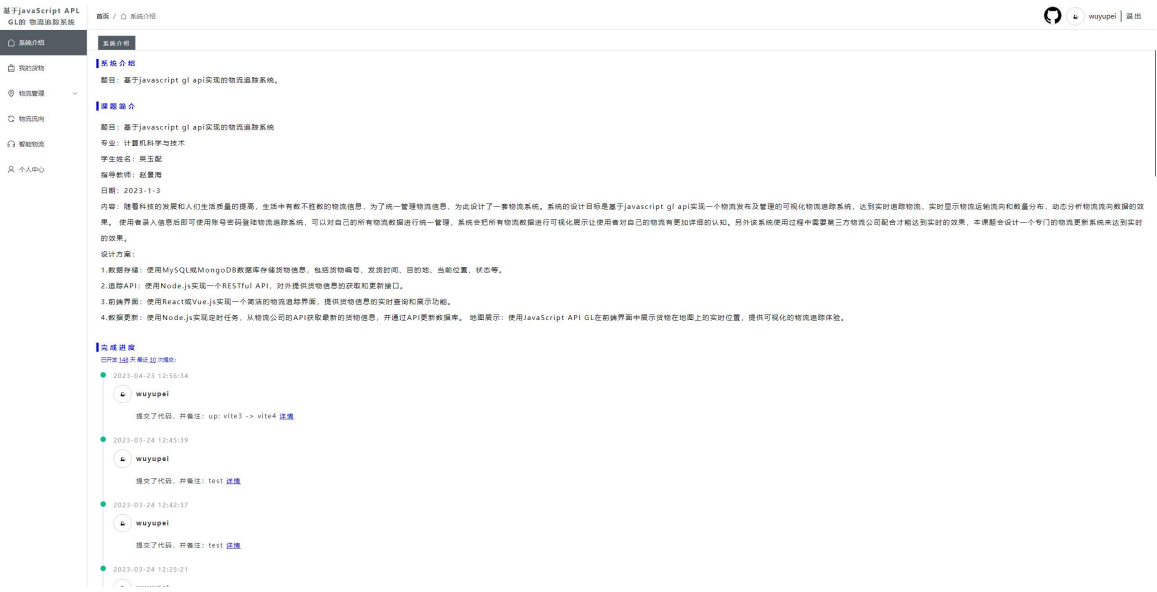 基于javaScript APL
GL的 物流追踪系统
首页 / 系统介绍
wuyupei | 退出
系统介绍
我的货物
物流管理
物流流向
智能物流
个人中心
系统介绍
系统介绍
题目：基于javascript gl api实现的物流追踪系统。
课题简介
题目：基于javascript gl api实现的物流追踪系统
专业：计算机科学与技术
学生姓名：吴玉配
指导教师：赵景海
日期：2023-1-3
内容：随着科技的发展和人们生活质量的提高，生活中有数不胜数的物流信息，为了统一管理物流信息，为此设计了一套物流系统。系统的设计目标是基于javascript gl api实现一个物流发布及管理的可视化物流追踪系统，达到实时追踪物流，实时显示物流运输流向和数量分布，动态分析物流流向数据的效
果。 使用者录入信息后即可使用账号密码登陆物流追踪系统，可以对自己的所有物流数据进行统一管理，系统会把所有物流数据进行可视化展示让使用者对自己的物流有更加详细的认知。另外该系统使用过程中需要第三方物流公司配合才能达到实时的效果，本课题会设计一个专门的物流更新系统来达到实时
的效果。
设计方案：
1.数据存储：使用MySQL或MongoDB数据库存储货物信息，包括货物编号、发货时间、目的地、当前位置、状态等。
2.追踪API：使用Node.js实现一个RESTful API，对外提供货物信息的获取和更新接口。
3.前端界面：使用React或Vue.js实现一个简洁的物流追踪界面，提供货物信息的实时查询和展示功能。
4.数据更新：使用Node.js实现定时任务，从物流公司的API获取最新的货物信息，并通过API更新数据库。 地图展示：使用JavaScript API GL在前端界面中展示货物在地图上的实时位置，提供可视化的物流追踪体验。
完成进度
已开发 148 天 最近 30 次提交：
2023-04-23 12:56:34
wuyupei
提交了代码，并备注：up: vite3 -> vite4 详情
2023-03-24 12:45:39
wuyupei
提交了代码，并备注：test 详情
2023-03-24 12:42:37
wuyupei
提交了代码，并备注：test 详情
2023-03-24 12:25:21